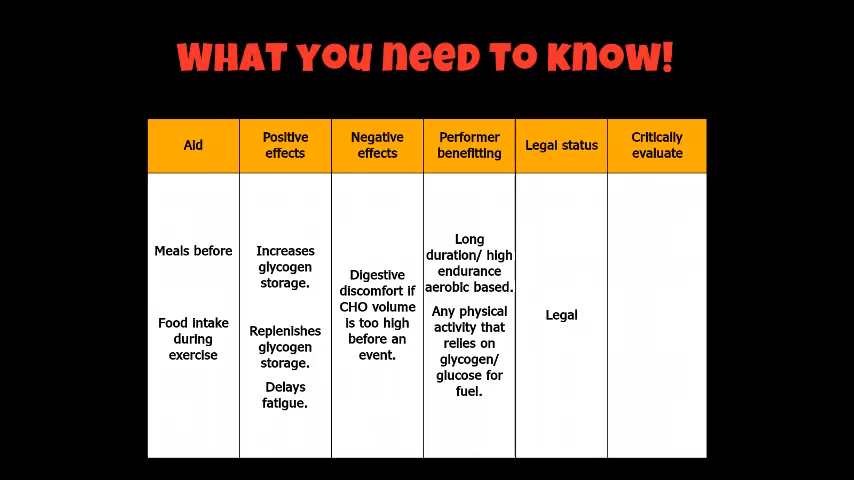 WHAT YOU NEED TO KNOW!
Aid
Positive
effects
Negative
effects
Performer
benefitting
Legal status
Critically
evaluate
Meals before
Food intake
during
exercise
Increases
glycogen
storage.
Replenishes
glycogen
storage.
Delays
fatigue.
Digestive
discomfort if
CHO volume
is too high
before an
event.
Long
duration/ high
endurance
aerobic based.
Any physical
activity that
relies on
glycogen/
glucose for
fuel.
Legal